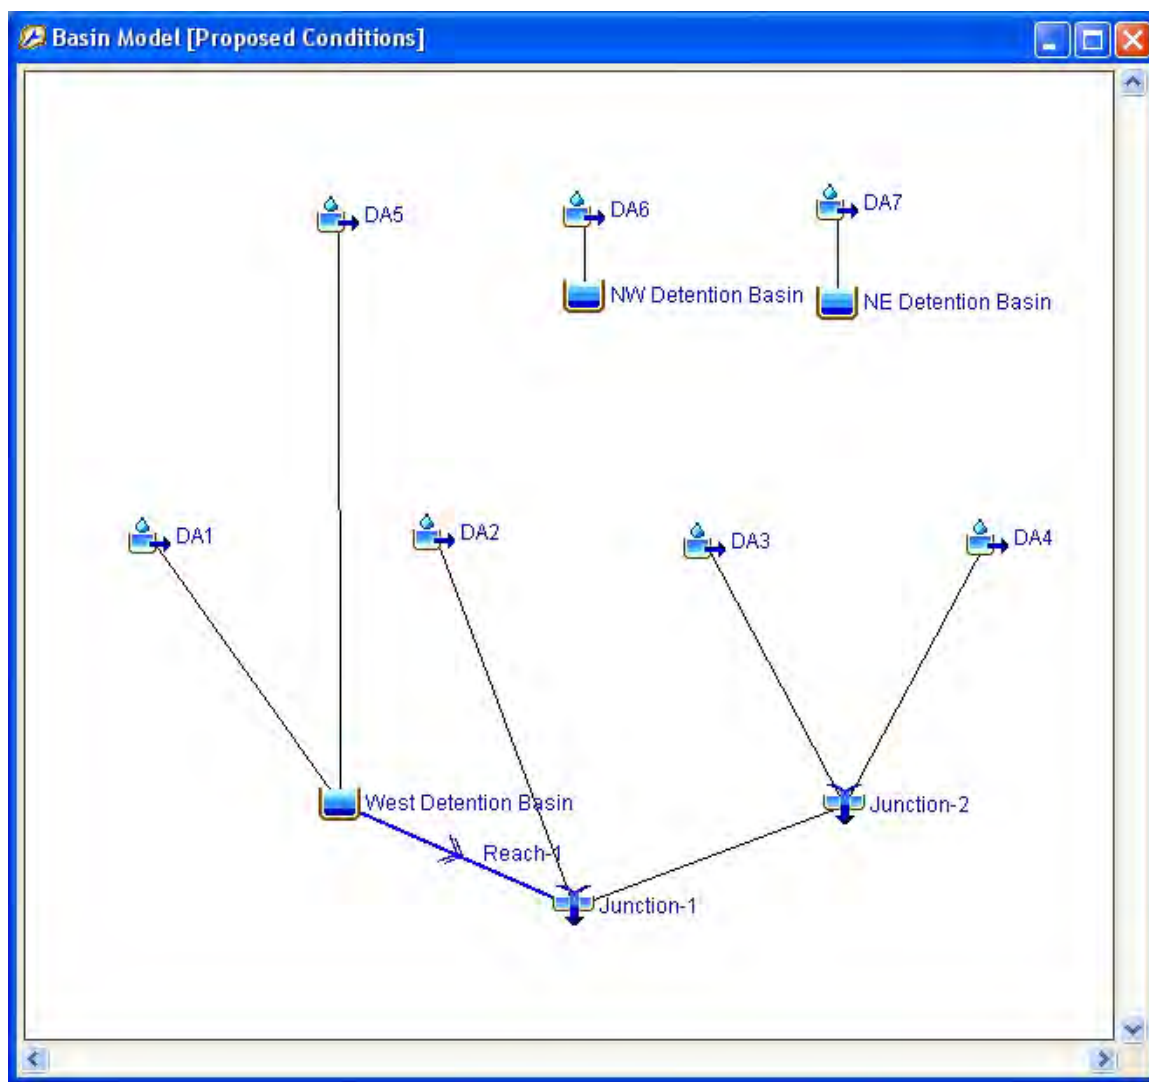 Basin Model [Proposed Conditions]
DA5
DA6
DA7
NW Detention Basin
NE Detention Basin
DA1
DA2
DA3
DA4
West Detention Basin
Junction-2
Reach-1
Junction-1